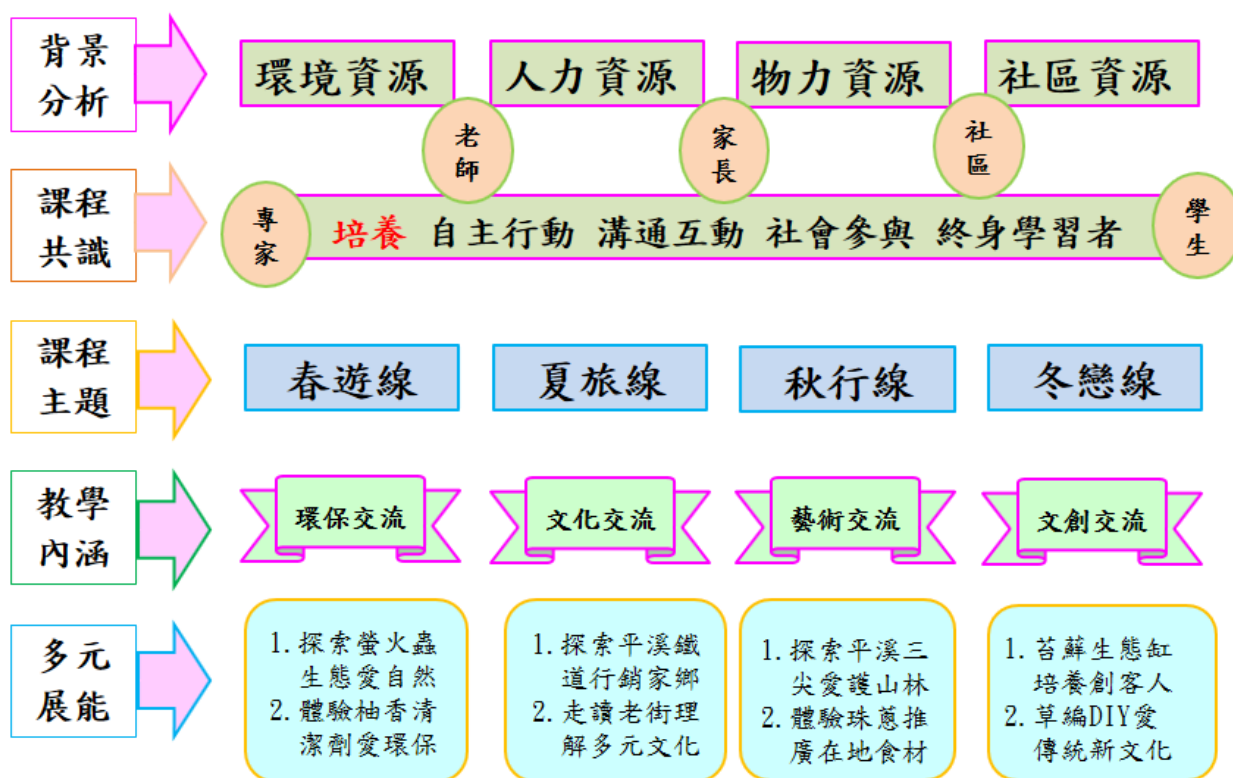 背景
分析
環境資源 人力資源 物力資源 社區資源
老師
家長
社區
課程
共識
專家
培養 自主行動 溝通互動 社會參與 終身學習者
學生
課程
主題
春遊線 夏旅線 秋行線 冬戀線
教學
內涵
環保交流 文化交流 藝術交流 文創交流
多元
展能
1.探索螢火蟲
生態愛自然
2.體驗柚香清
潔劑愛環保
1.探索平溪鐵
道行銷家鄉
2.走讀老街理
解多元文化
1.探索平溪三
尖愛護山林
2.體驗珠蔥推
廣在地食材
1.苔蘚生態缸
培養創客人
2.草編DIY愛
傳統新文化